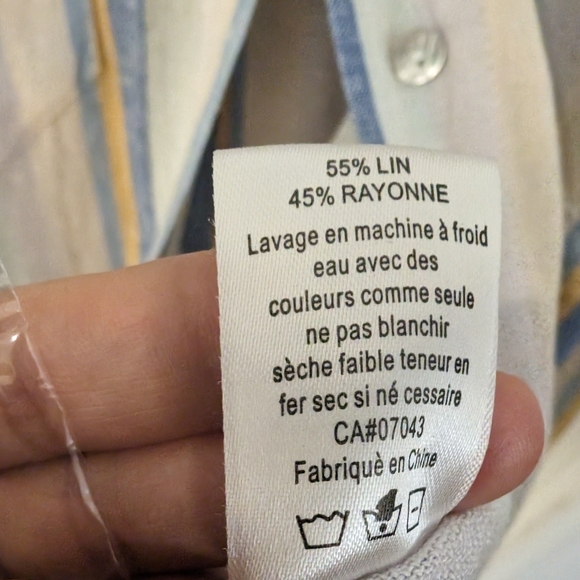 55% LIN
45% RAYONNE
Lavage en machine à froid
eau avec des
couleurs comme seule
ne pas blanchir
sèche faible teneur en
fer sec si né cessaire
CA#07043
Fabriquè en Chine